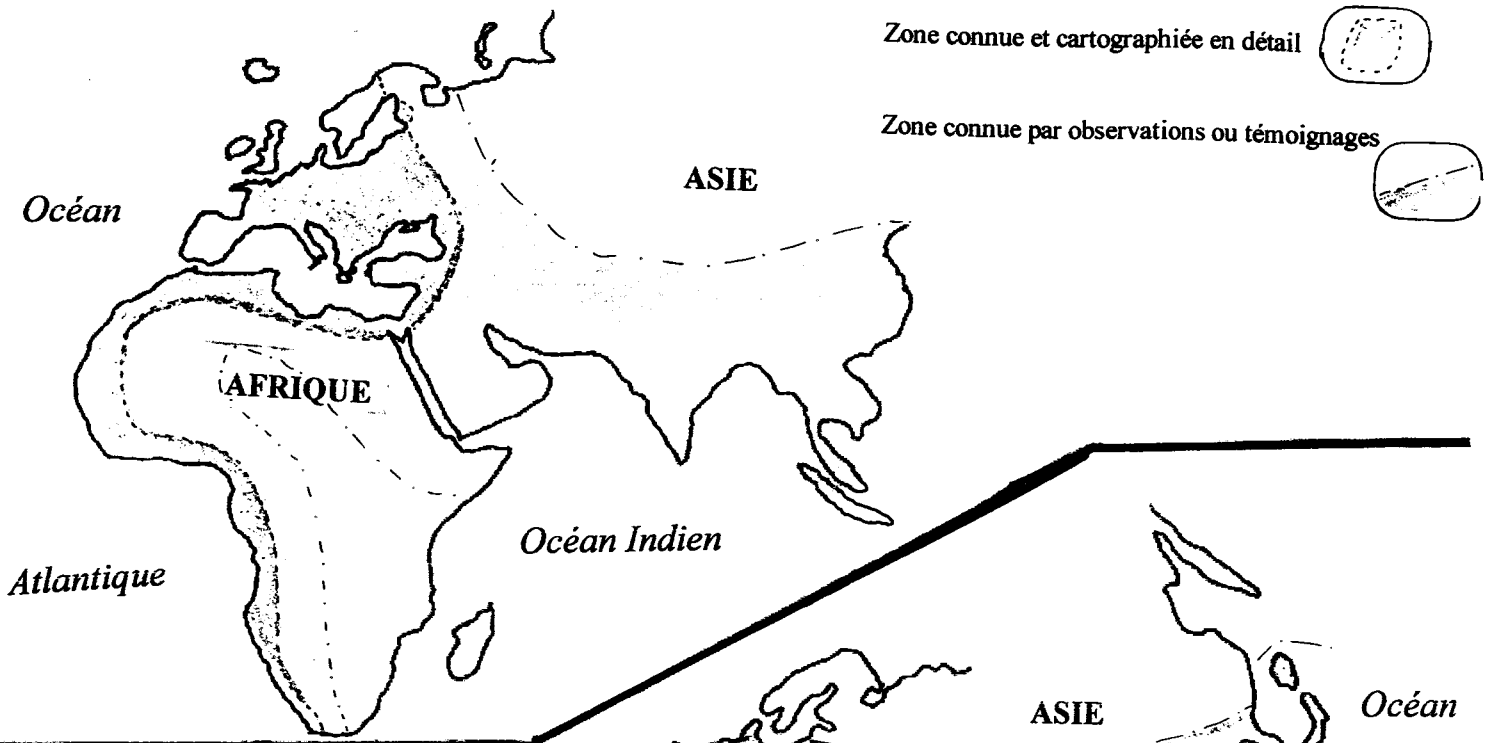 Zone connue et cartographiée en détail
Zone connue par observations ou témoignages
ASIE
Océan
AFRIQUE
Océan Indien
Atlantique
ASIE
Océan